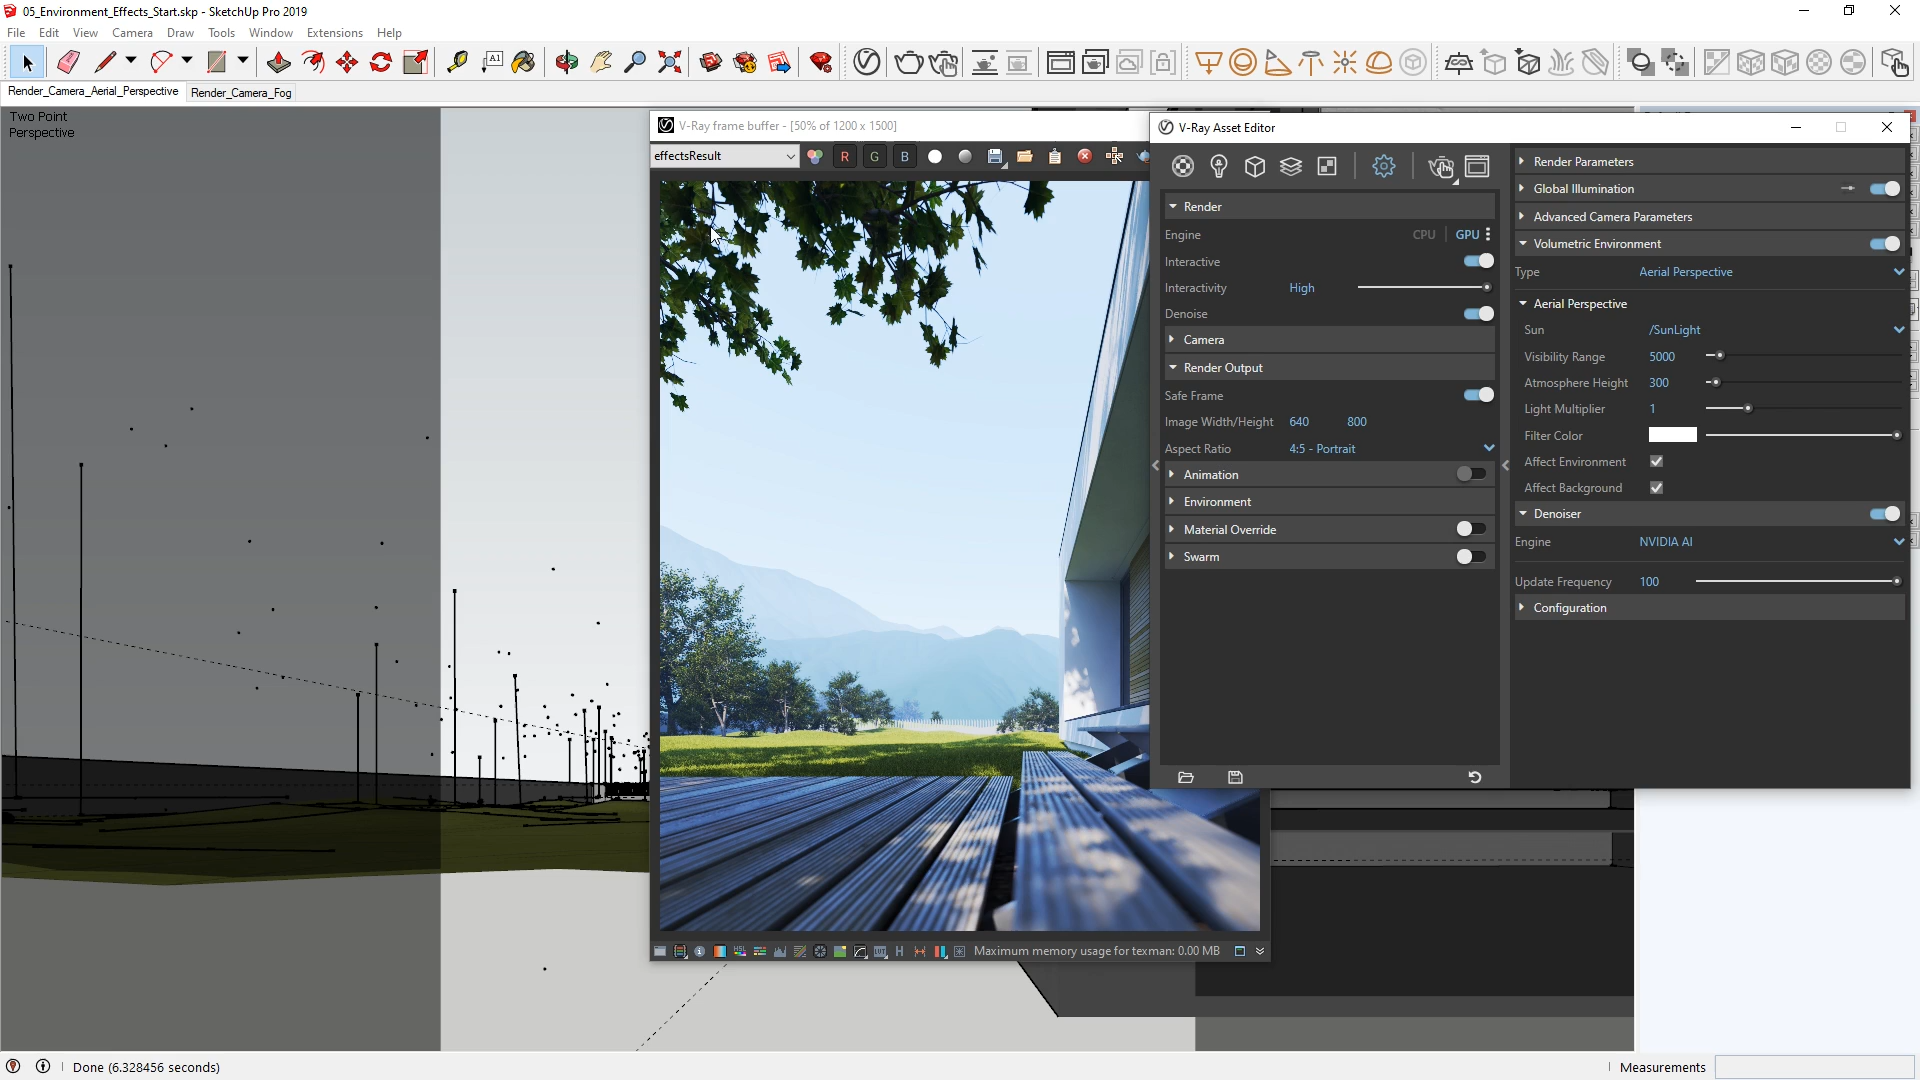 05_Environment_Effects_Start.skp - SketchUp Pro 2019
File Edit View Camera Draw Tools Window Extensions Help
A1
Render_Camera_Aerial_Perspective Render_Camera_Fog
Two Point
Perspective
V-Ray frame buffer - [50% of 1200 x 1500]
effectsResult R G B
HSL LUT H Maximum memory usage for texman: 0.00 MB
V-Ray Asset Editor
Render
Engine CPU GPU
Interactive
Interactivity High
Denoise
Camera
Render Output
Safe Frame
Image Width/Height 640 800
Aspect Ratio 4:5 - Portrait
Animation
Environment
Material Override
Swarm
Render Parameters
Global Illumination
Advanced Camera Parameters
Volumetric Environment
Type Aerial Perspective
Aerial Perspective
Sun /SunLight
Visibility Range 5000
Atmosphere Height 300
Light Multiplier 1
Filter Color
Affect Environment
Affect Background
Denoiser
Engine NVIDIA AI
Update Frequency 100
Configuration
Done (6.328456 seconds)
Measurements